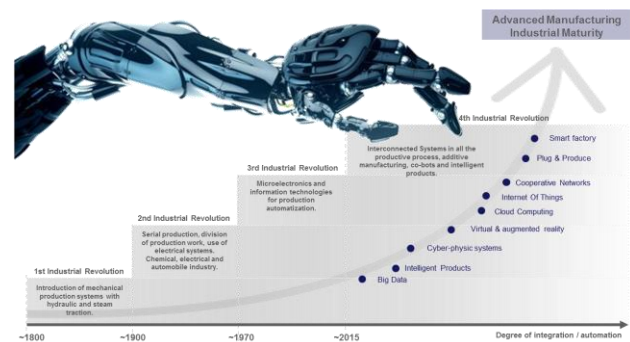 Advanced Manufacturing
Industrial Maturity
4th Industrial Revolution
Interconnected Systems in all the
productive process, additive
manufacturing, co-bots and intelligent
products.
Smart factory
Plug & Produce
3rd Industrial Revolution
Microelectronics and
information technologies
for production
automatization.
Cooperative Networks
Internet Of Things
Cloud Computing
2nd Industrial Revolution
Serial production, division
of production work, use of
electrical systems.
Chemical, electrical and
automobile industry.
Virtual & augmented reality
Cyber-physic systems
1st Industrial Revolution
Introduction of mechanical
production systems with
hydraulic and steam
traction.
Intelligent Products
Big Data
~1800
~1900
~1970
~2015
Degree of integration / automation